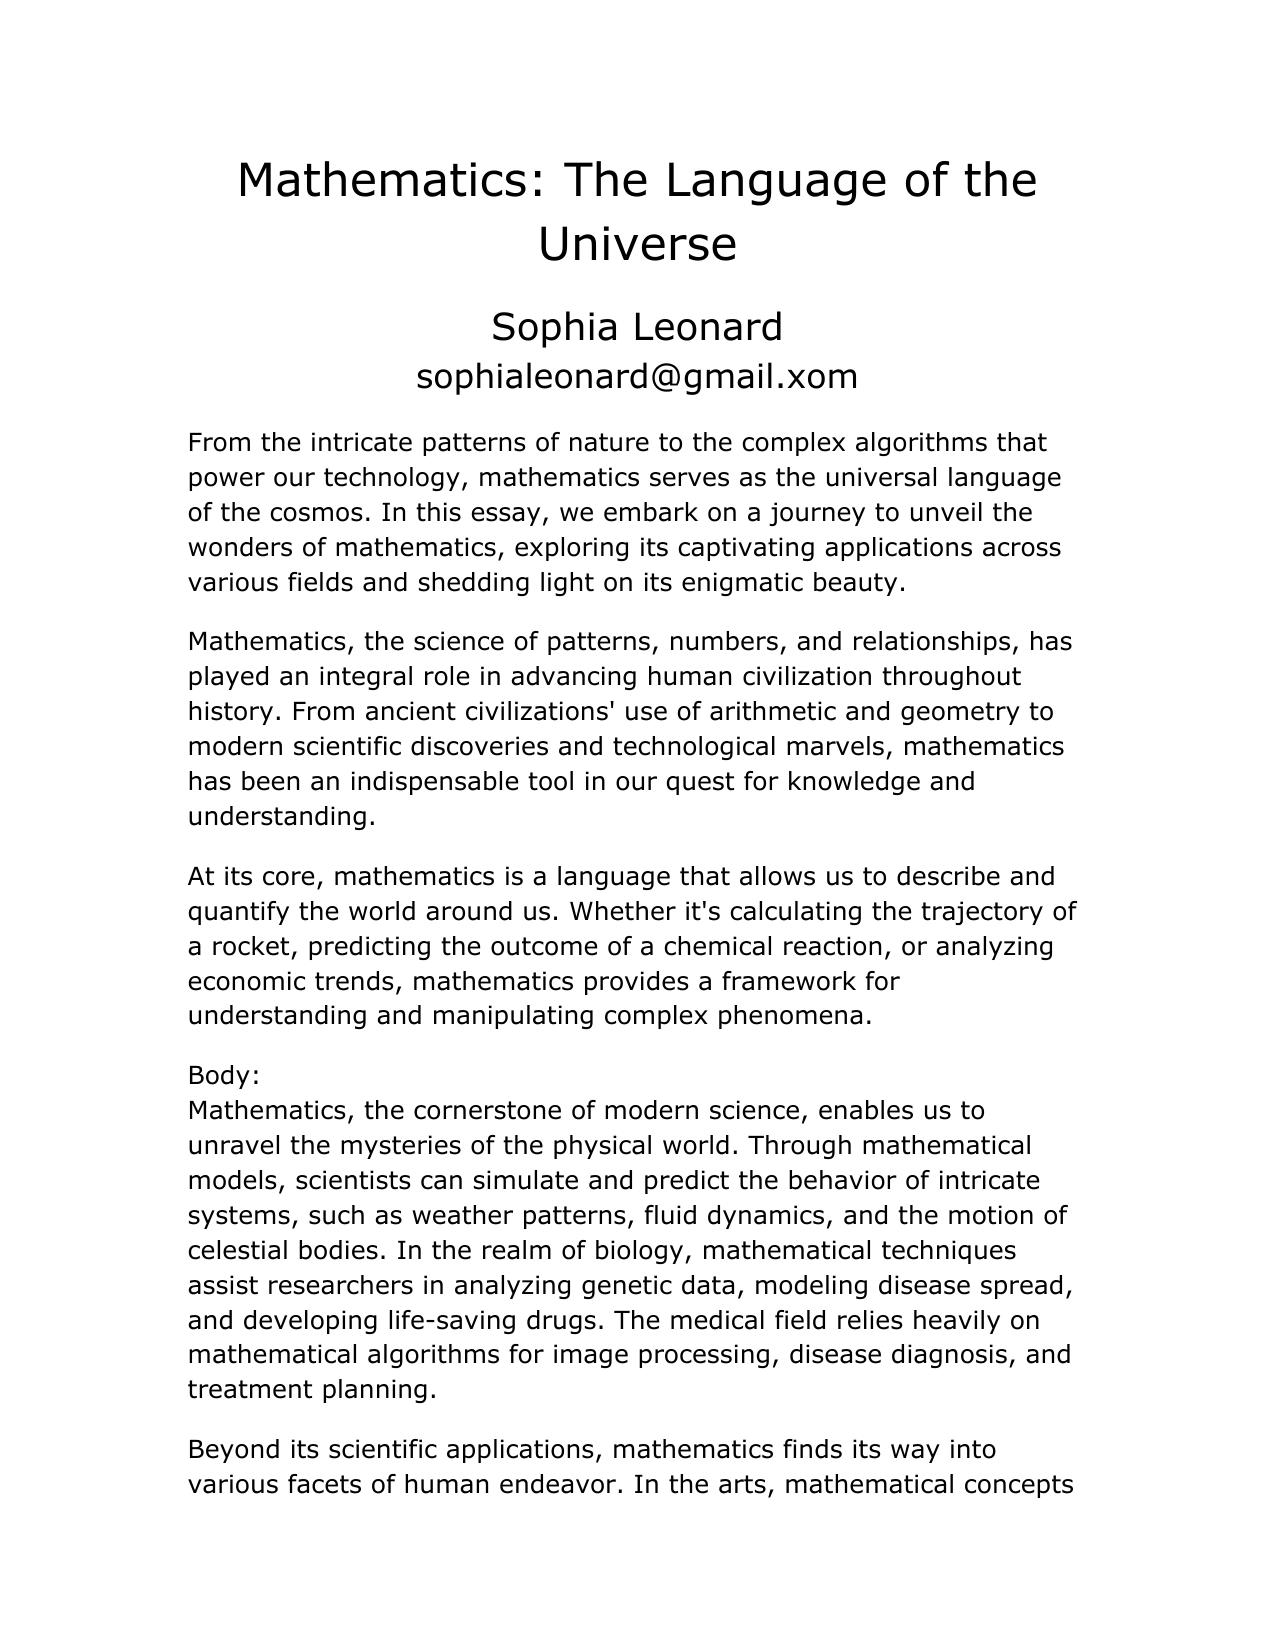 Mathematics: The Language of the
Universe
Sophia Leonard
sophialeonard@gmail.xom
From the intricate patterns of nature to the complex algorithms that
power our technology, mathematics serves as the universal language
of the cosmos. In this essay, we embark on a journey to unveil the
wonders of mathematics, exploring its captivating applications across
various fields and shedding light on its enigmatic beauty.
Mathematics, the science of patterns, numbers, and relationships, has
played an integral role in advancing human civilization throughout
history. From ancient civilizations' use of arithmetic and geometry to
modern scientific discoveries and technological marvels, mathematics
has been an indispensable tool in our quest for knowledge and
understanding.
At its core, mathematics is a language that allows us to describe and
quantify the world around us. Whether it's calculating the trajectory of
a rocket, predicting the outcome of a chemical reaction, or analyzing
economic trends, mathematics provides a framework for
understanding and manipulating complex phenomena.
Body:
Mathematics, the cornerstone of modern science, enables us to
unravel the mysteries of the physical world. Through mathematical
models, scientists can simulate and predict the behavior of intricate
systems, such as weather patterns, fluid dynamics, and the motion of
celestial bodies. In the realm of biology, mathematical techniques
assist researchers in analyzing genetic data, modeling disease spread,
and developing life-saving drugs. The medical field relies heavily on
mathematical algorithms for image processing, disease diagnosis, and
treatment planning.
Beyond its scientific applications, mathematics finds its way into
various facets of human endeavor. In the arts, mathematical concepts